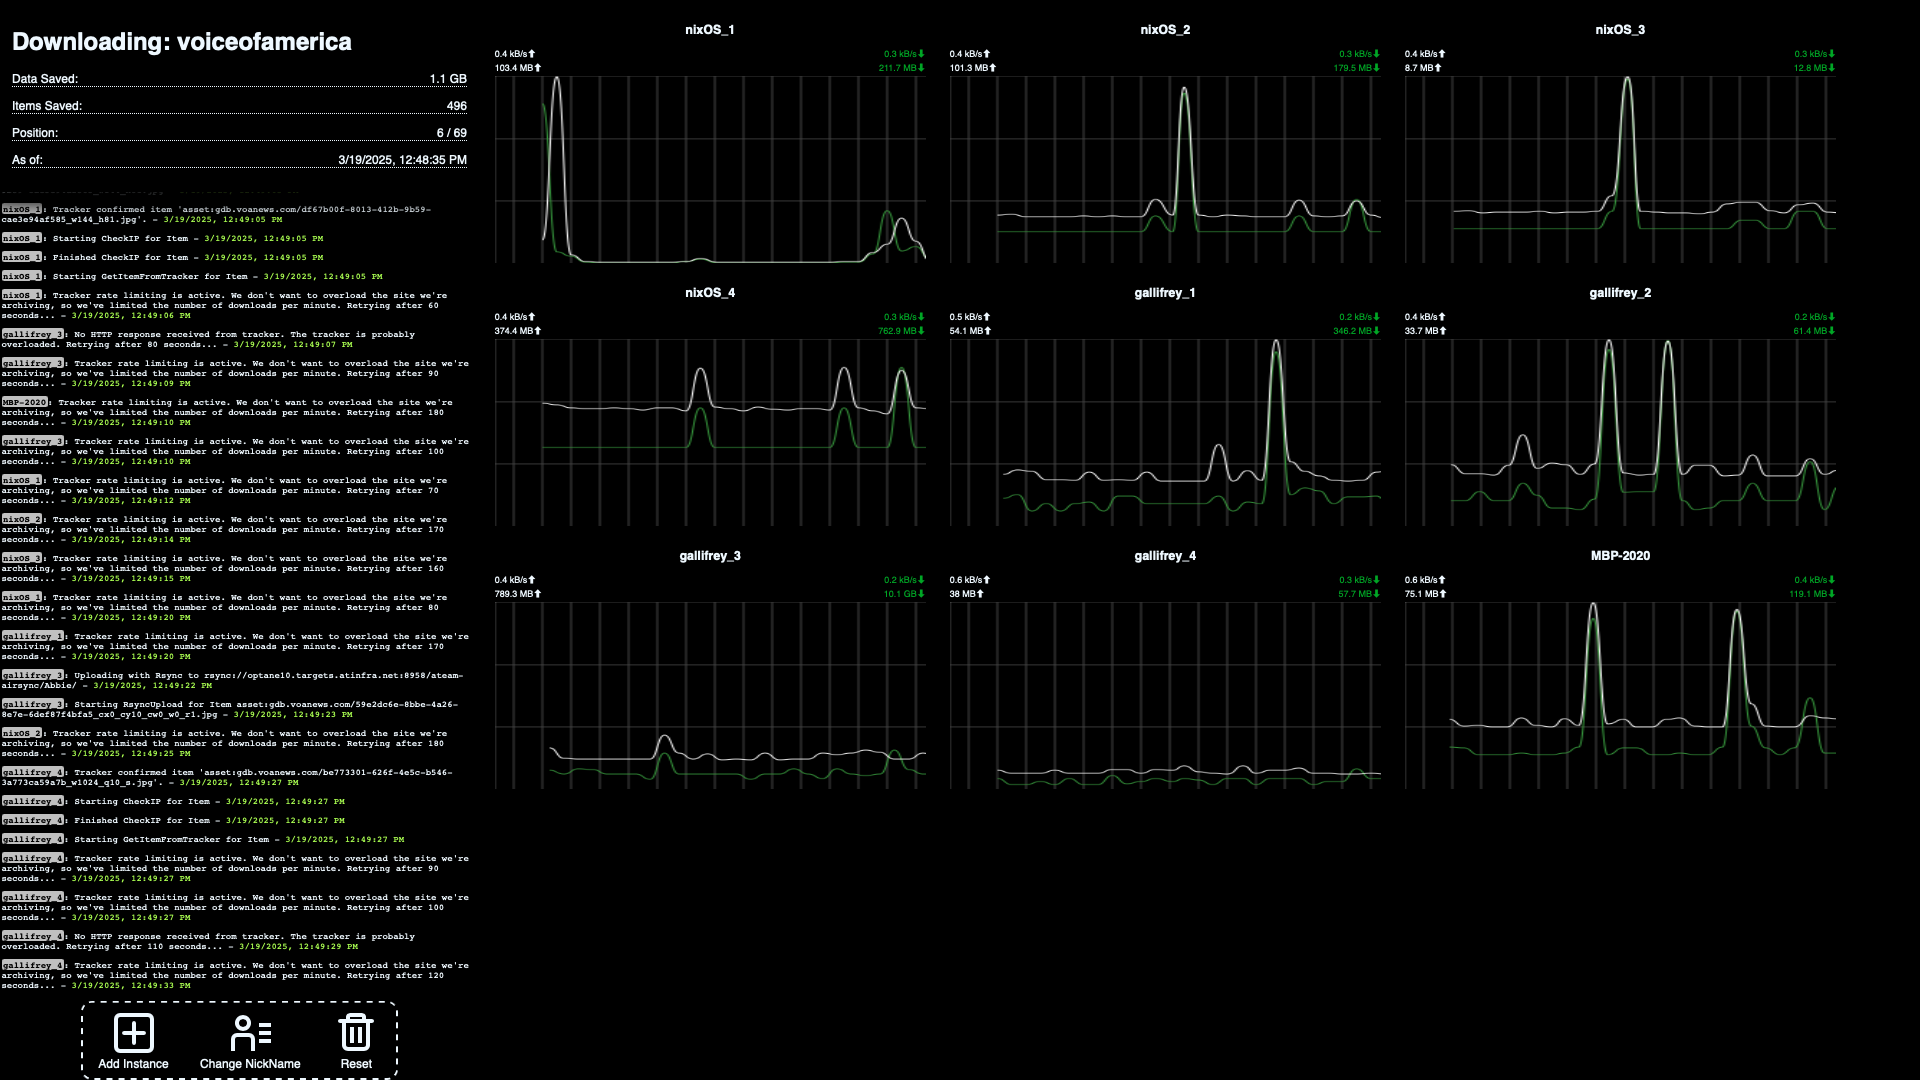 Downloading: voiceofamerica
Data Saved: 1.1 GB
Items Saved: 496
Position: 6 / 69
As of: 3/19/2025, 12:48:35 PM
nixOS_1: Tracker confirmed item 'asset:gdb.voanews.com/df67b00f-8013-412b-9b59-
cae3e94af585_w144_h81.jpg'. - 3/19/2025, 12:49:05 PM
nixOS_1: Starting CheckIP for Item - 3/19/2025, 12:49:05 PM
nixOS_1: Finished CheckIP for Item - 3/19/2025, 12:49:05 PM
nixOS_1: Starting GetItemFromTracker for Item - 3/19/2025, 12:49:05 PM
nixOS_1: Tracker rate limiting is active. We don't want to overload the site we're
archiving, so we've limited the number of downloads per minute. Retrying after 60
seconds... - 3/19/2025, 12:49:06 PM
gallifrey_3: No HTTP response received from tracker. The tracker is probably
overloaded. Retrying after 80 seconds... - 3/19/2025, 12:49:07 PM
gallifrey_3: Tracker rate limiting is active. We don't want to overload the site we're
archiving, so we've limited the number of downloads per minute. Retrying after 90
seconds... - 3/19/2025, 12:49:09 PM
MBP-2020: Tracker rate limiting is active. We don't want to overload the site we're
archiving, so we've limited the number of downloads per minute. Retrying after 180
seconds... - 3/19/2025, 12:49:10 PM
gallifrey_3: Tracker rate limiting is active. We don't want to overload the site we're
archiving, so we've limited the number of downloads per minute. Retrying after 100
seconds... - 3/19/2025, 12:49:10 PM
nixOS_1: Tracker rate limiting is active. We don't want to overload the site we're
archiving, so we've limited the number of downloads per minute. Retrying after 70
seconds... - 3/19/2025, 12:49:12 PM
nixOS_2: Tracker rate limiting is active. We don't want to overload the site we're
archiving, so we've limited the number of downloads per minute. Retrying after 170
seconds... - 3/19/2025, 12:49:14 PM
nixOS_3: Tracker rate limiting is active. We don't want to overload the site we're
archiving, so we've limited the number of downloads per minute. Retrying after 160
seconds... - 3/19/2025, 12:49:15 PM
nixOS_1: Tracker rate limiting is active. We don't want to overload the site we're
archiving, so we've limited the number of downloads per minute. Retrying after 80
seconds... - 3/19/2025, 12:49:20 PM
gallifrey_1: Tracker rate limiting is active. We don't want to overload the site we're
archiving, so we've limited the number of downloads per minute. Retrying after 170
seconds... - 3/19/2025, 12:49:20 PM
gallifrey_3: Uploading with Rsync to rsync://optane10.targets.atinfra.net:8958/ateam-
airsync/Abbie/ - 3/19/2025, 12:49:22 PM
gallifrey_3: Starting RsyncUpload for Item asset:gdb.voanews.com/59e2dc6e-8bbe-4a26-
8e7e-6def87f4bfa5_cx0_cy10_cw0_w0_r1.jpg - 3/19/2025, 12:49:23 PM
nixOS_2: Tracker rate limiting is active. We don't want to overload the site we're
archiving, so we've limited the number of downloads per minute. Retrying after 180
seconds... - 3/19/2025, 12:49:25 PM
gallifrey_4: Tracker confirmed item 'asset:gdb.voanews.com/be773301-626f-4e5c-b546-
3a773ca59a7b_w1024_q10_s.jpg'. - 3/19/2025, 12:49:27 PM
gallifrey_4: Starting CheckIP for Item - 3/19/2025, 12:49:27 PM
gallifrey_4: Finished CheckIP for Item - 3/19/2025, 12:49:27 PM
gallifrey_4: Starting GetItemFromTracker for Item - 3/19/2025, 12:49:27 PM
gallifrey_4: Tracker rate limiting is active. We don't want to overload the site we're
archiving, so we've limited the number of downloads per minute. Retrying after 90
seconds... - 3/19/2025, 12:49:27 PM
gallifrey_4: Tracker rate limiting is active. We don't want to overload the site we're
archiving, so we've limited the number of downloads per minute. Retrying after 100
seconds... - 3/19/2025, 12:49:27 PM
gallifrey_4: No HTTP response received from tracker. The tracker is probably
overloaded. Retrying after 110 seconds... - 3/19/2025, 12:49:29 PM
gallifrey_4: Tracker rate limiting is active. We don't want to overload the site we're
archiving, so we've limited the number of downloads per minute. Retrying after 120
seconds... - 3/19/2025, 12:49:33 PM
Add Instance
Change NickName
Reset
nixOS_1
0.4 kB/s 0.3 kB/s
103.4 MB 211.7 MB
nixOS_2
0.4 kB/s 0.3 kB/s
101.3 MB 179.5 MB
nixOS_3
0.4 kB/s 0.3 kB/s
8.7 MB 12.8 MB
nixOS_4
0.4 kB/s 0.3 kB/s
374.4 MB 762.9 MB
gallifrey_1
0.5 kB/s 0.2 kB/s
54.1 MB 346.2 MB
gallifrey_2
0.4 kB/s 0.2 kB/s
33.7 MB 61.4 MB
gallifrey_3
0.4 kB/s 0.2 kB/s
789.3 MB 10.1 GB
gallifrey_4
0.6 kB/s 0.3 kB/s
38 MB 57.7 MB
MBP-2020
0.6 kB/s 0.4 kB/s
75.1 MB 119.1 MB